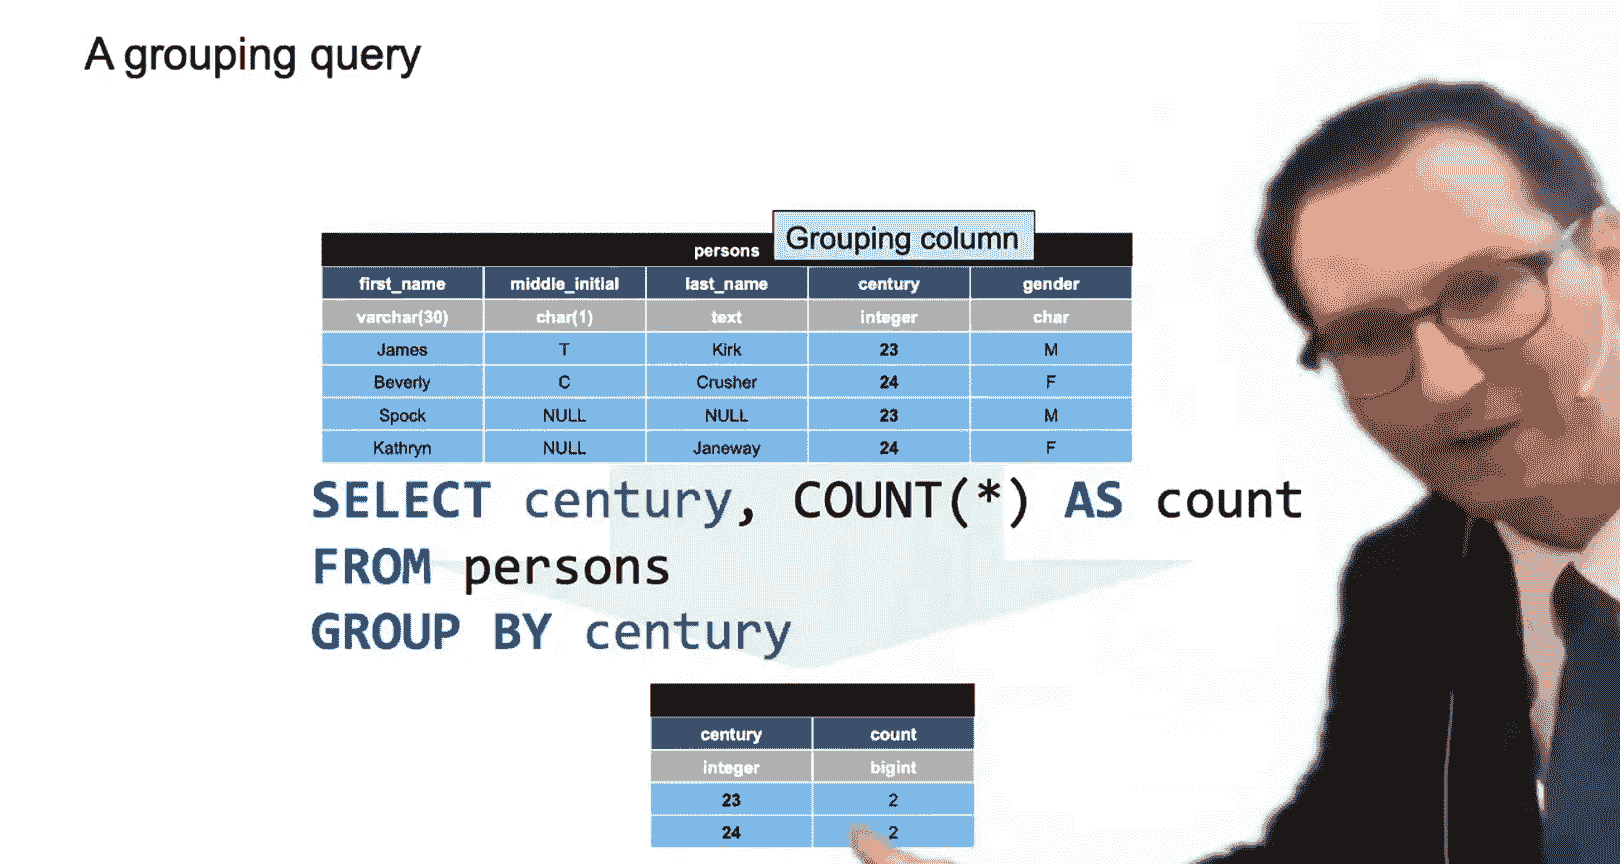 A grouping query
Grouping column
persons
first_name middle_initial last_name century gender
varchar(30) char(1) text integer char
James T Kirk 23 M
Beverly C Crusher 24 F
Spock NULL NULL 23 M
Kathryn NULL Janeway 24 F
SELECT century, COUNT(*) AS count
FROM persons
GROUP BY century
century count
integer bigint
23 2
24 2